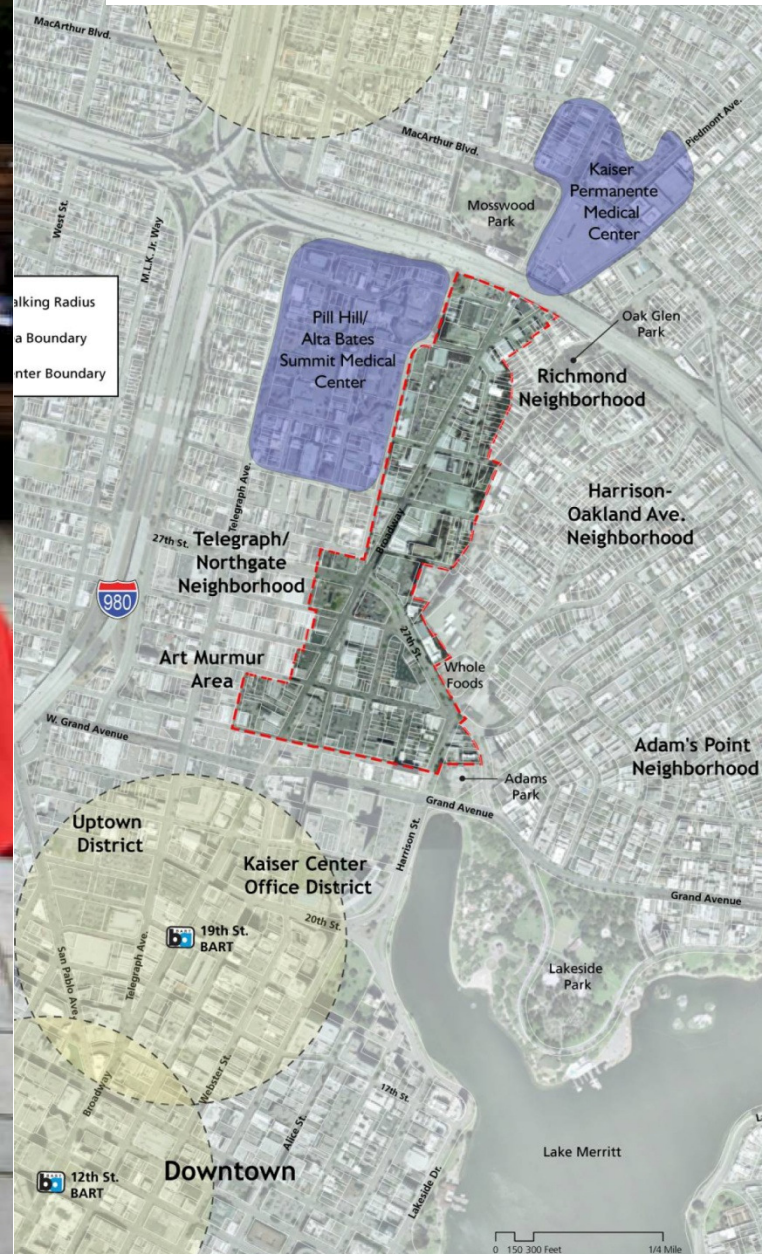 MacArthur Blvd.
MacArthur Blvd.
Piedmont Ave.
Kaiser
Permanente
Medical
Center
Mosswood
Park
West St.
M.L.K. Jr. Way
alking Radius
a Boundary
nter Boundary
Pill Hill/
Alta Bates
Summit Medical
Center
Oak Glen
Park
Richmond
Neighborhood
Harrison-
Oakland Ave.
Neighborhood
Telegraph Ave.
27th St.
Telegraph/
Northgate
Neighborhood
Broadway
980
27th St.
Art Murmur
Area
Whole
Foods
W. Grand Avenue
Adam's Point
Neighborhood
Adams
Park
Grand Avenue
Uptown
District
Harrison St.
Kaiser Center
Office District
Grand Avenue
20th St.
19th St.
BART
Telegraph Ave.
San Pablo Ave.
Lakeside
Park
Webster St.
Broadway
17th St.
Alice St.
Lakeside Dr.
Lake Merritt
Downtown
12th St.
BART
0 150 300 Feet 1/4 Mile